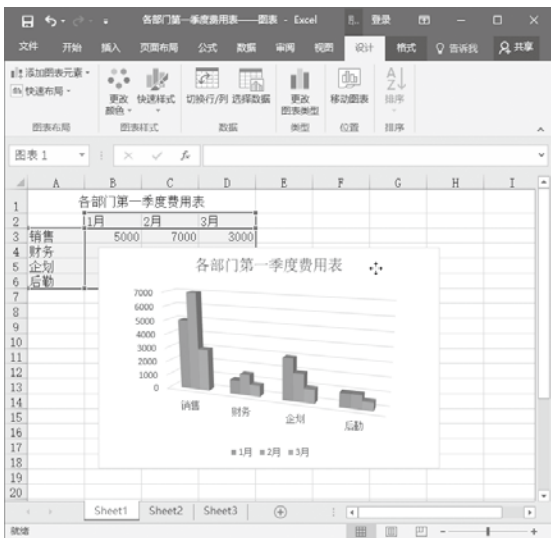 各部门第一季度费用表——图表 - Excel 登录
文件 开始 插入 页面布局 公式 数据 审阅 视图 设计 格式 告诉我 共享
添加图表元素
快速布局
更改颜色 快速样式 切换行/列 选择数据 更改图表类型 移动图表 排序
图表布局 图表样式 数据 类型 位置 排序
图表 1 fx
A B C D E F G H I
1 各部门第一季度费用表
2 1月 2月 3月
3 销售 5000 7000 3000
4 财务
5 企划
6 后勤
7
8
9
10
11
12
13
14
15
16
17
18
19
20
各部门第一季度费用表
7000
6000
5000
4000
3000
2000
1000
0
销售 财务 企划 后勤
1月 2月 3月
Sheet1 Sheet2 Sheet3
就绪